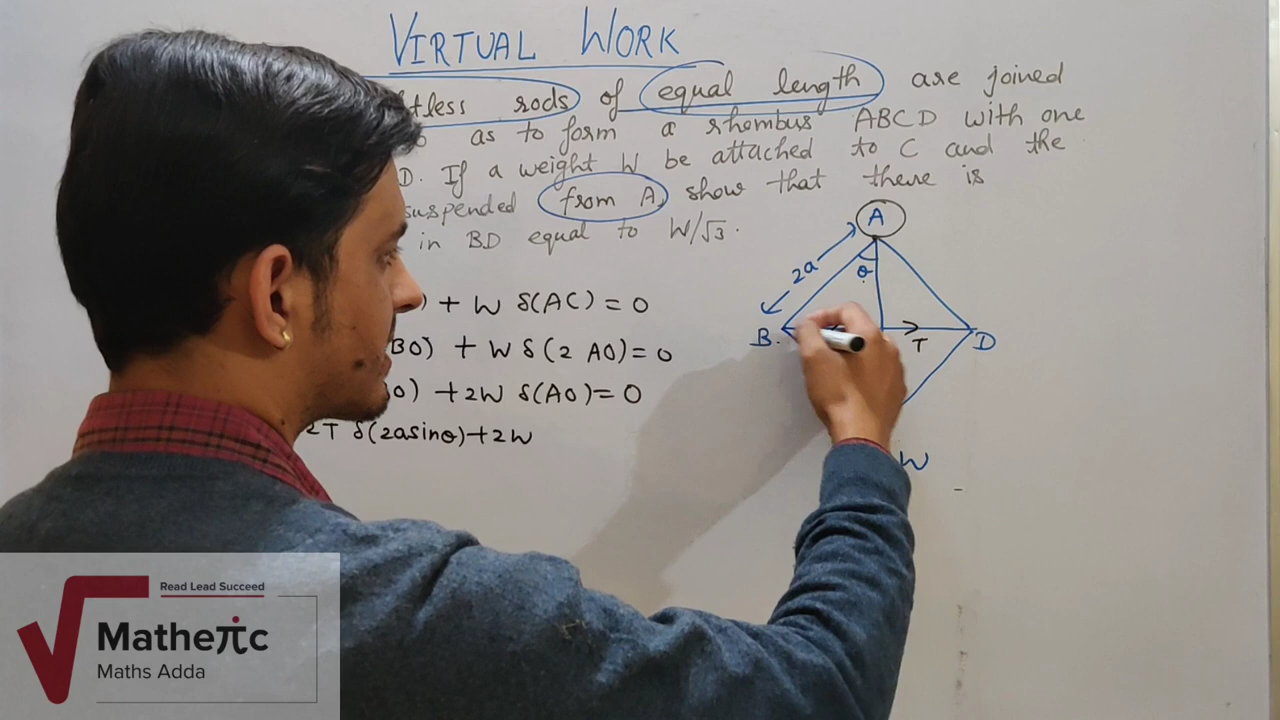 VIRTUAL WORK
tless rods of equal length are joined
as to form a rhombus ABCD with one
D. If a weight W be attached to C and the
suspended from A, show that there is
in BD equal to W/√3.
A
2a
θ
B.
T
D
) + W δ(AC) = 0
BO) + W δ(2 AO) = 0
O) + 2W δ(AO) = 0
2T δ(2asinθ) + 2W
W
Read Lead Succeed
Matheπc
Maths Adda